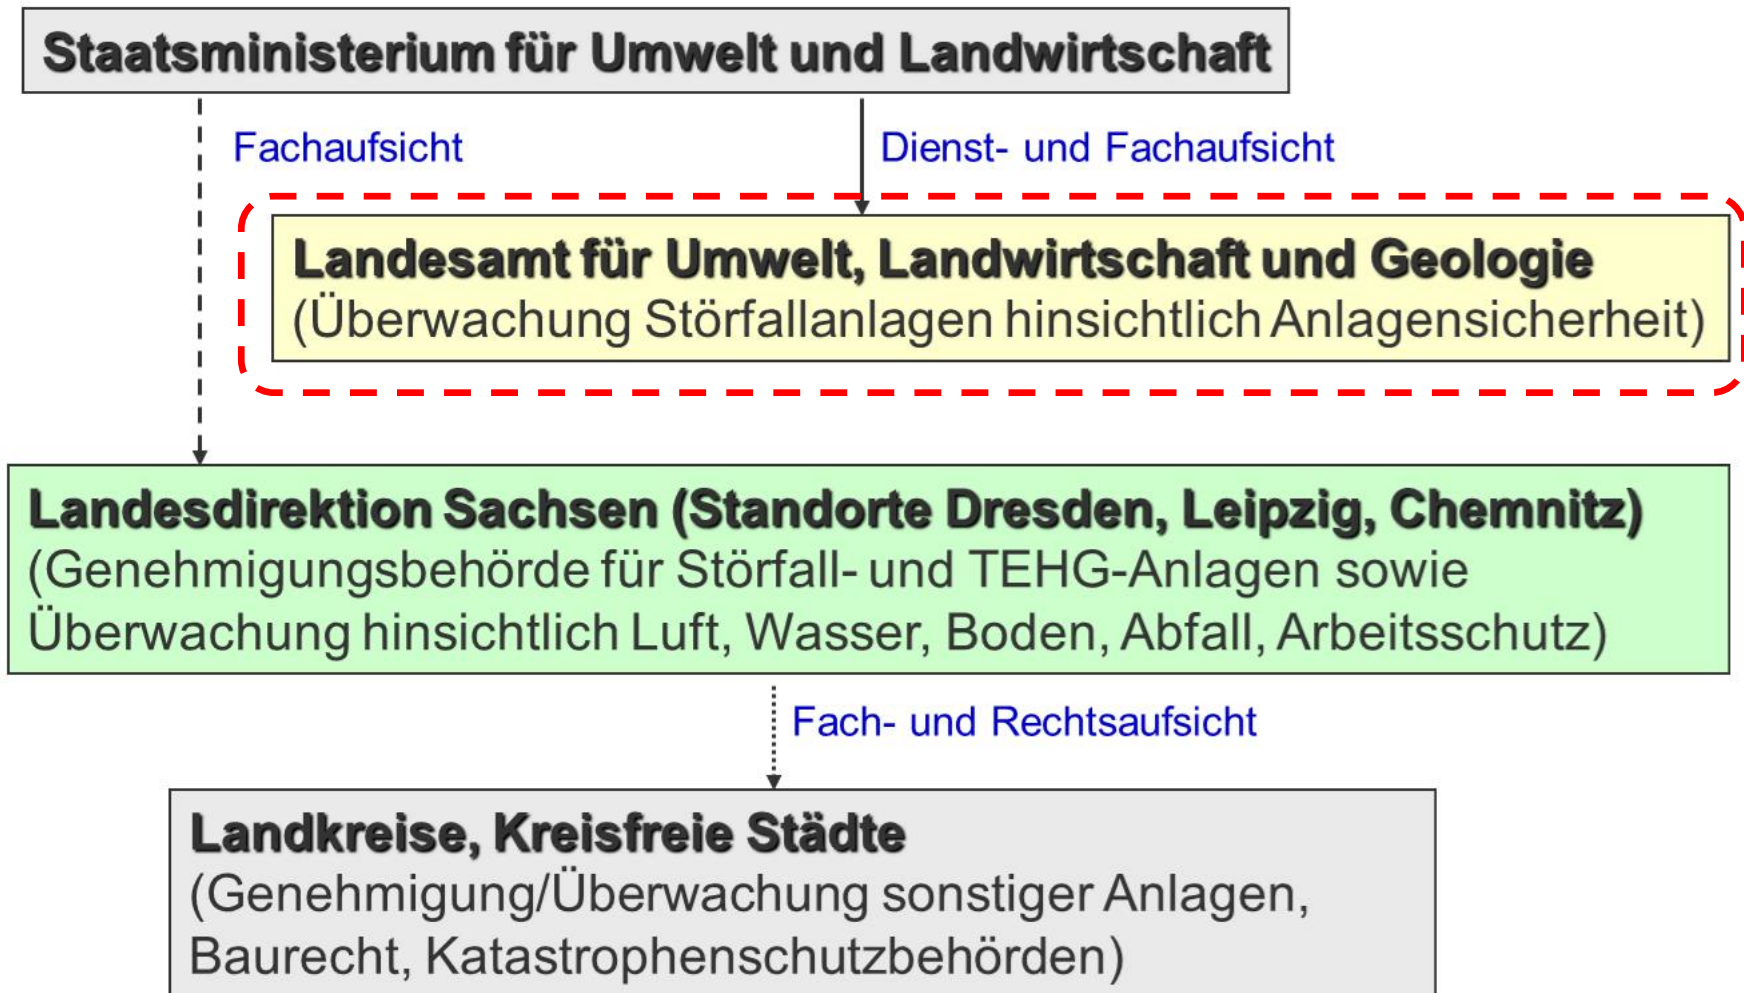 Staatsministerium für Umwelt und Landwirtschaft
Fachaufsicht
Dienst- und Fachaufsicht
Landesamt für Umwelt, Landwirtschaft und Geologie
(Überwachung Störfallanlagen hinsichtlich Anlagensicherheit)
Landesdirektion Sachsen (Standorte Dresden, Leipzig, Chemnitz)
(Genehmigungsbehörde für Störfall- und TEHG-Anlagen sowie
Überwachung hinsichtlich Luft, Wasser, Boden, Abfall, Arbeitsschutz)
Fach- und Rechtsaufsicht
Landkreise, Kreisfreie Städte
(Genehmigung/Überwachung sonstiger Anlagen,
Baurecht, Katastrophenschutzbehörden)